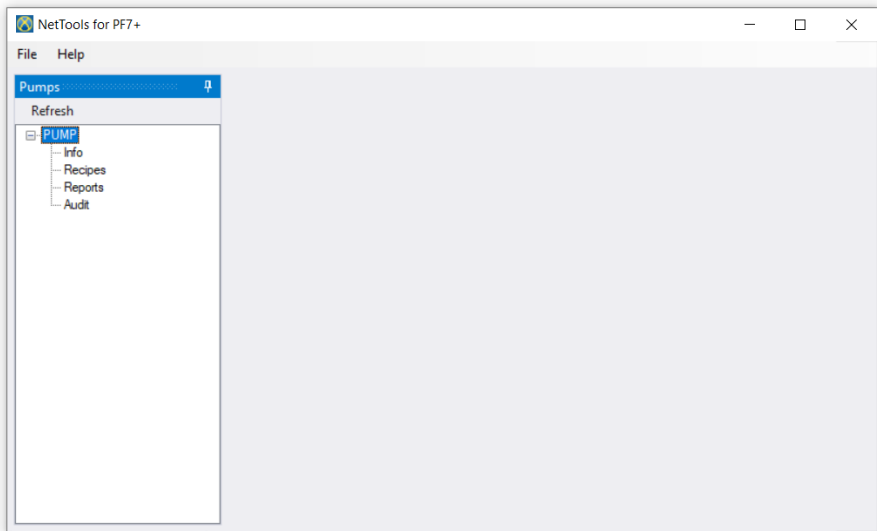 NetTools for PF7+
File Help
Pumps
Refresh
PUMP
Info
Recipes
Reports
Audit